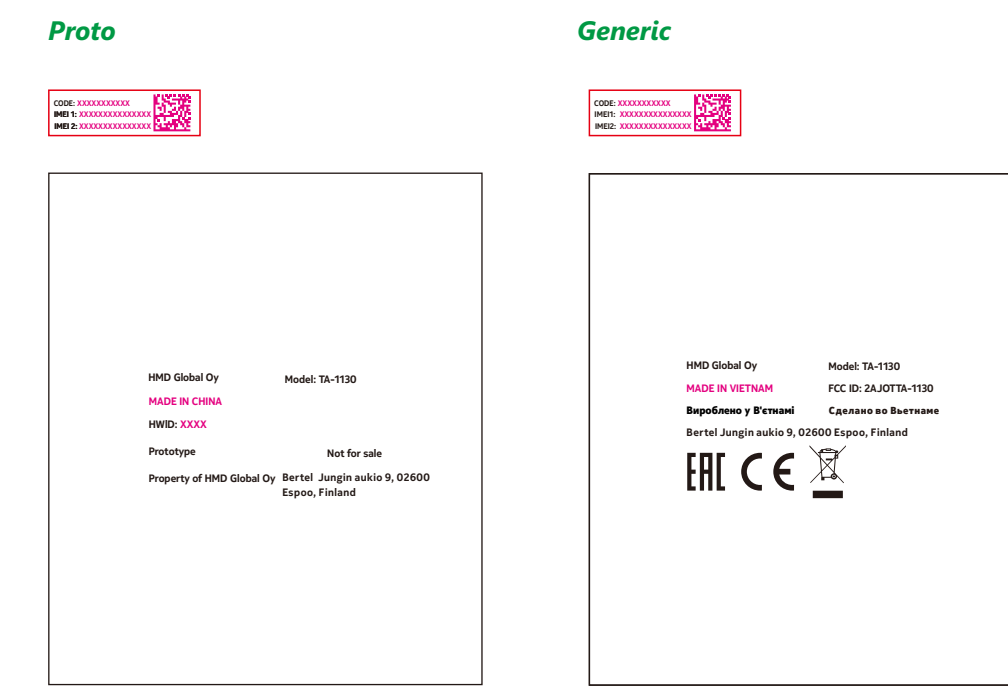 Proto
CODE: XXXXXXXXXXX
IMEI 1: XXXXXXXXXXXXXXX
IMEI 2: XXXXXXXXXXXXXXX
HMD Global Oy Model: TA-1130
MADE IN CHINA
HWID: XXXX
Prototype Not for sale
Property of HMD Global Oy Bertel Jungin aukio 9, 02600
Espoo, Finland
Generic
CODE: XXXXXXXXXXX
IMEI1: XXXXXXXXXXXXXXX
IMEI2: XXXXXXXXXXXXXXX
HMD Global Oy Model: TA-1130
MADE IN VIETNAM FCC ID: 2AJOTTA-1130
Вироблено у В'єтнамі Сделано во Вьетнаме
Bertel Jungin aukio 9, 02600 Espoo, Finland
EAC CE